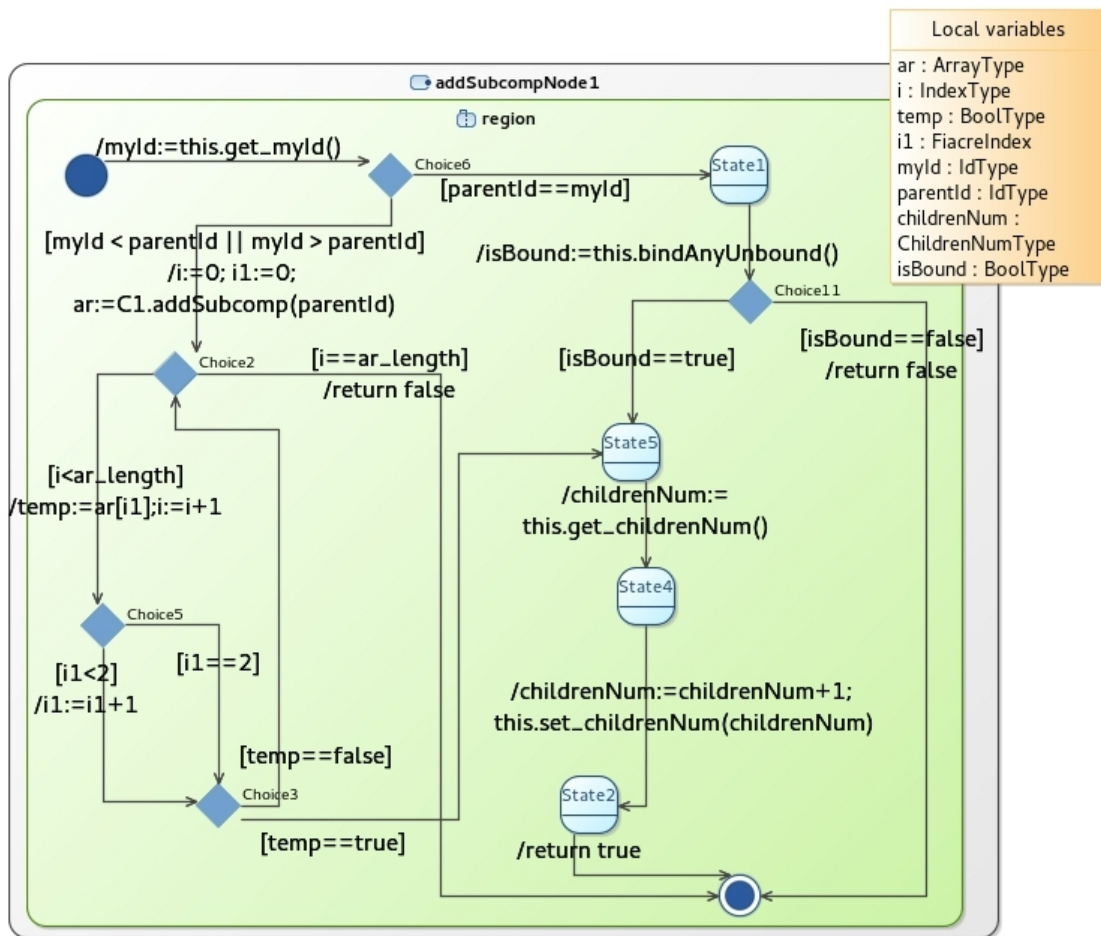 Local variables
ar : ArrayType
i : IndexType
temp : BoolType
i1 : FiacreIndex
myId : IdType
parentId : IdType
childrenNum :
ChildrenNumType
isBound : BoolType
addSubcompNode1
region
/myId:=this.get_myId()
Choice6
[parentId==myId]
State1
[myId < parentId || myId > parentId]
/i:=0; i1:=0;
ar:=C1.addSubcomp(parentId)
/isBound:=this.bindAnyUnbound()
Choice11
[isBound==true]
[isBound==false]
/return false
Choice2
[i==ar_length]
/return false
[i<ar_length]
/temp:=ar[i1];i:=i+1
State5
/childrenNum:=
this.get_childrenNum()
State4
Choice5
[i1<2]
/i1:=i1+1
[i1==2]
/childrenNum:=childrenNum+1;
this.set_childrenNum(childrenNum)
[temp==false]
Choice3
[temp==true]
State2
/return true